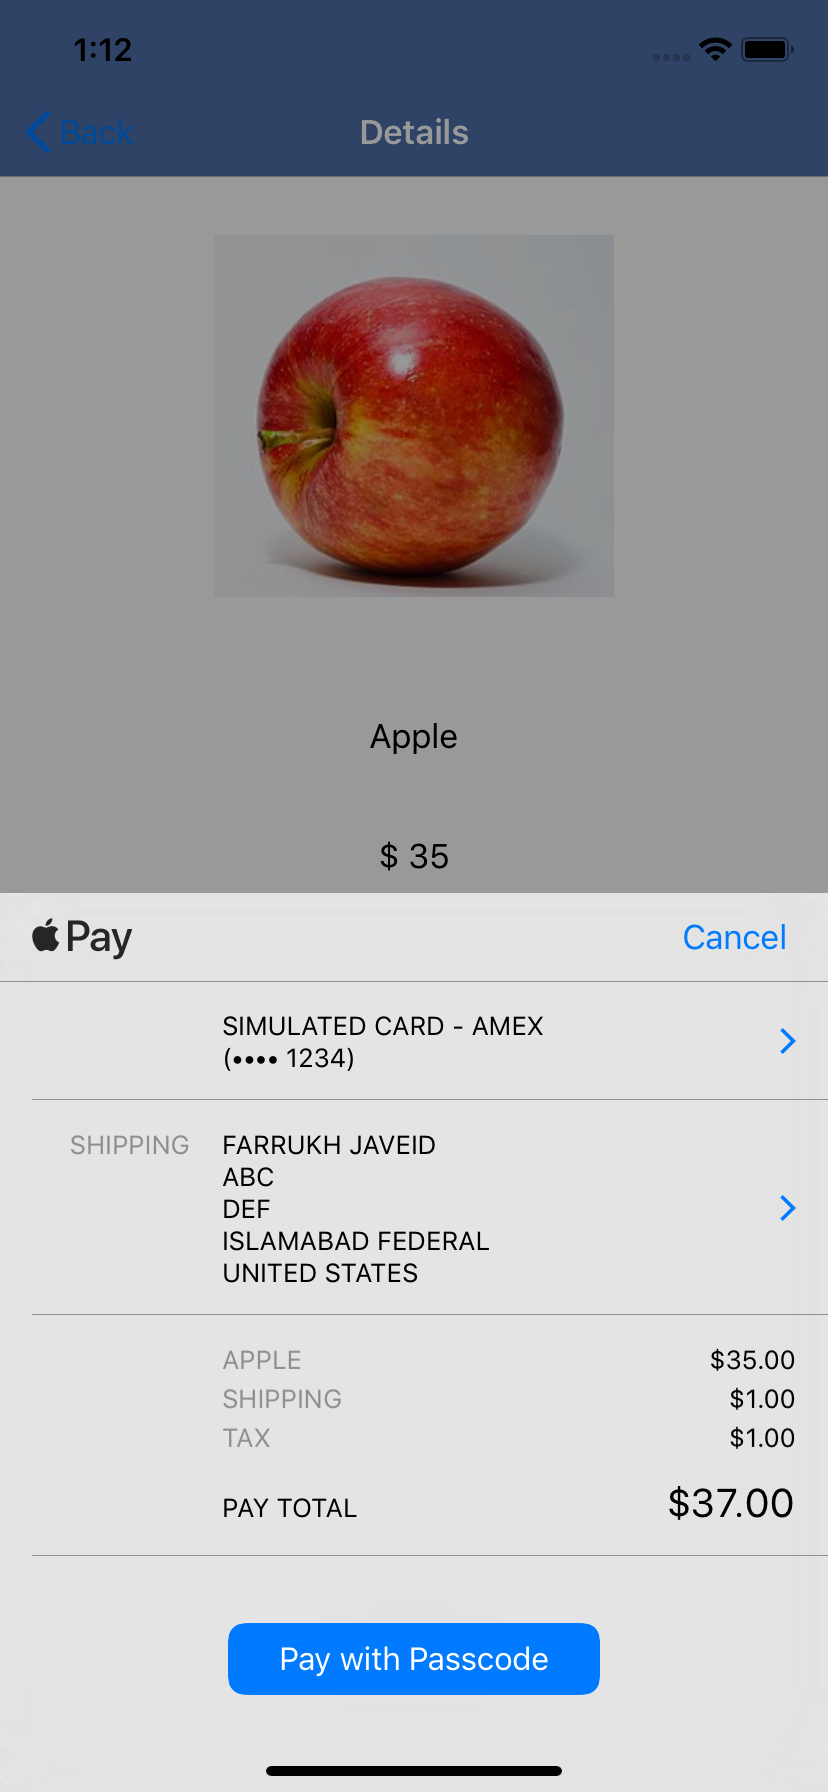 1:12
Back
Details
Apple
$ 35
Pay
Cancel
SIMULATED CARD - AMEX
(•••• 1234)
SHIPPING FARRUKH JAVEID
ABC
DEF
ISLAMABAD FEDERAL
UNITED STATES
APPLE $35.00
SHIPPING $1.00
TAX $1.00
PAY TOTAL $37.00
Pay with Passcode